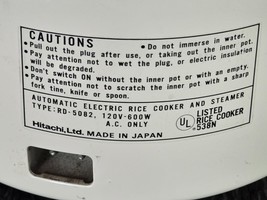 CAUTIONS
• Do not immerse in water.
• Pull out the plug after use, or taking out the inner pot.
• Pay attention not to wet the plug, or electric insulation
will be degraded.
• Don't switch ON without the inner pot or with an empty.
• Pay attention not to scratch the inner pot with a sharp
fork tine, knife or spoon.
AUTOMATIC ELECTRIC RICE COOKER AND STEAMER
TYPE:RD-5082, 120V-600W
A.C. ONLY
Hitachi, Ltd. MADE IN JAPAN
UL
LISTED
RICE COOKER
538N